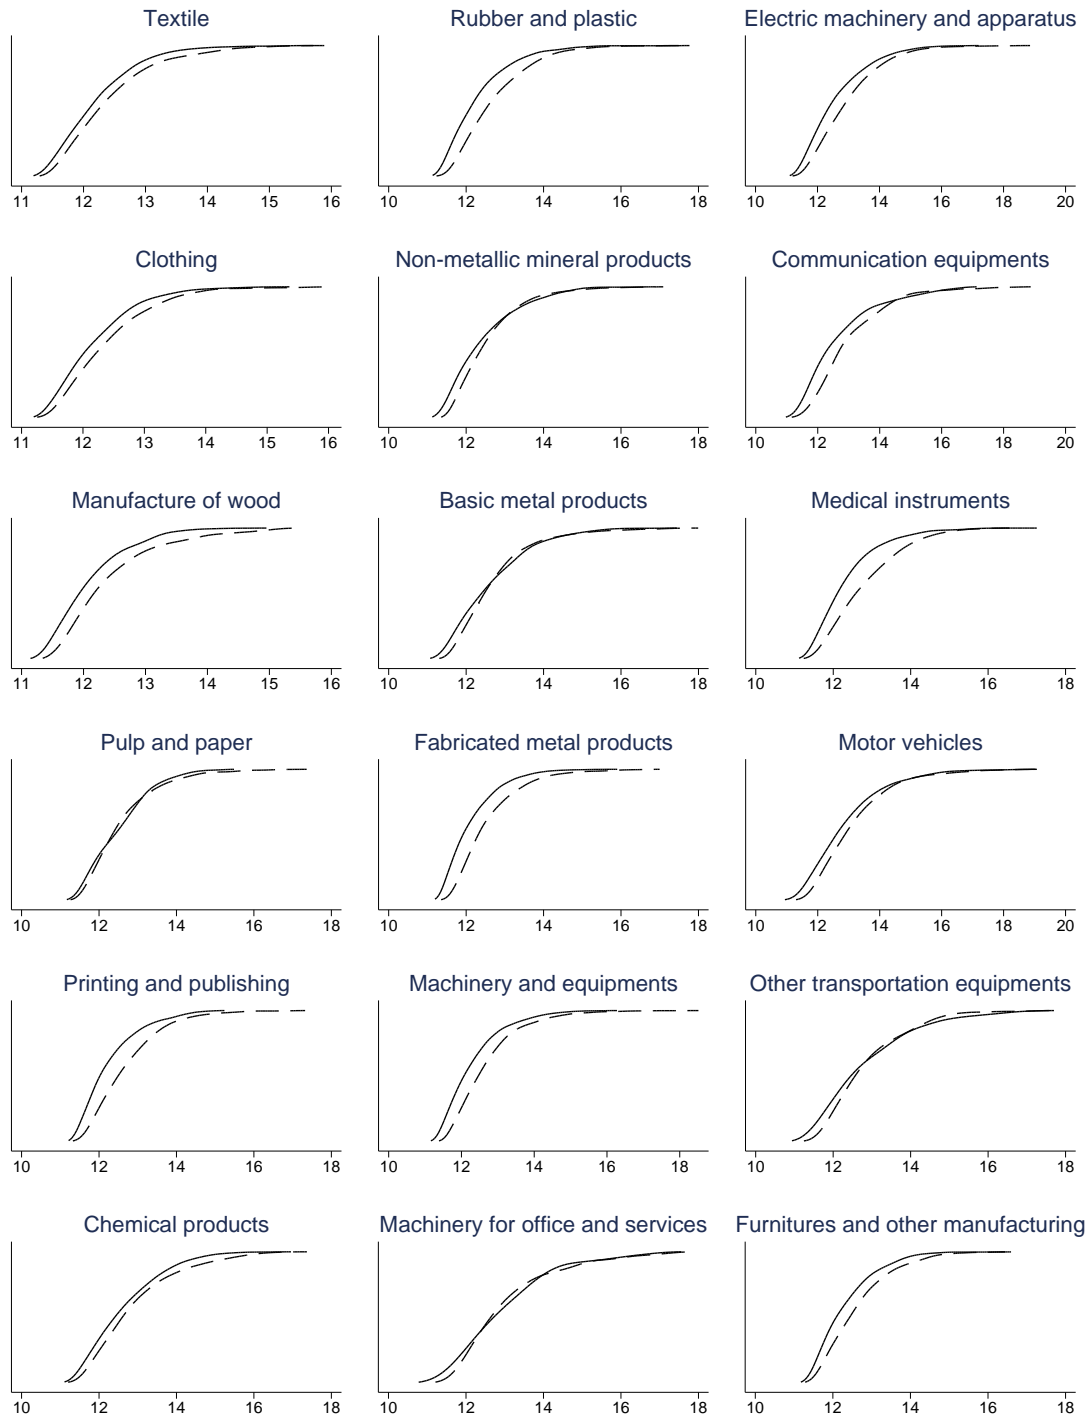 Textile
Rubber and plastic
Electric machinery and apparatus
11 12 13 14 15 16
10 12 14 16 18
10 12 14 16 18 20
Clothing
Non-metallic mineral products
Communication equipments
11 12 13 14 15 16
10 12 14 16 18
10 12 14 16 18 20
Manufacture of wood
Basic metal products
Medical instruments
11 12 13 14 15 16
10 12 14 16 18
10 12 14 16 18
Pulp and paper
Fabricated metal products
Motor vehicles
10 12 14 16 18
10 12 14 16 18
10 12 14 16 18 20
Printing and publishing
Machinery and equipments
Other transportation equipments
10 12 14 16 18
10 12 14 16 18
10 12 14 16 18
Chemical products
Machinery for office and services
Furnitures and other manufacturing
10 12 14 16 18
10 12 14 16 18
10 12 14 16 18